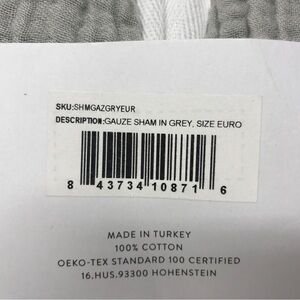 SKU:SHMGAZGRYEUR
DESCRIPTION:GAUZE SHAM IN GREY, SIZE EURO
8 43734 10871 6
MADE IN TURKEY
100% COTTON
OEKO-TEX STANDARD 100 CERTIFIED
16.HUS.93300 HOHENSTEIN